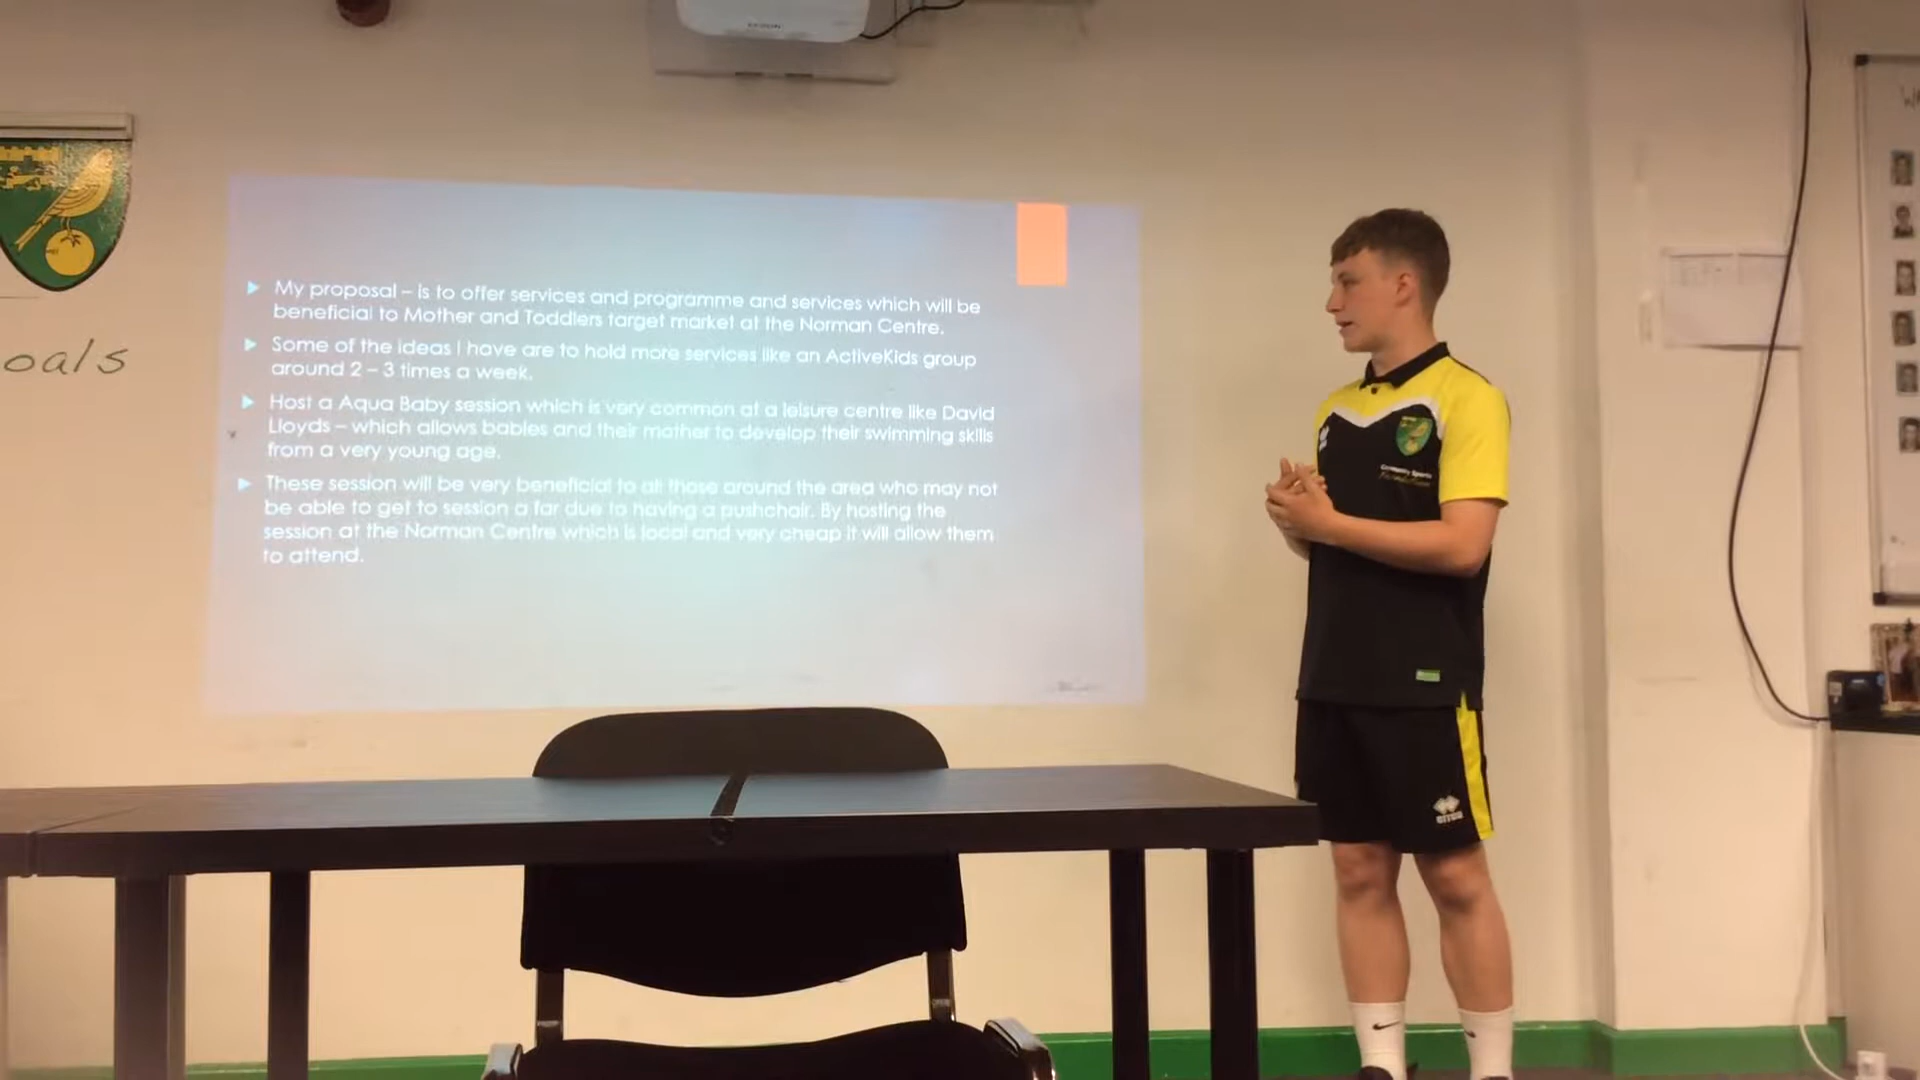 EPSON
My proposal – is to offer services and programme and services which will be
beneficial to Mother and Toddlers target market at the Norman Centre.
Some of the ideas I have are to hold more services like an ActiveKids group
around 2 – 3 times a week.
Host a Aqua Baby session which is very common at a leisure centre like David
Lloyds – which allows babies and their mother to develop their swimming skills
from a very young age.
These session will be very beneficial to all those around the area who may not
be able to get to session a far due to having a pushchair. By hosting the
session at the Norman Centre which is local and very cheap it will allow them
to attend.
oals
Community Sports
Foundation
errea